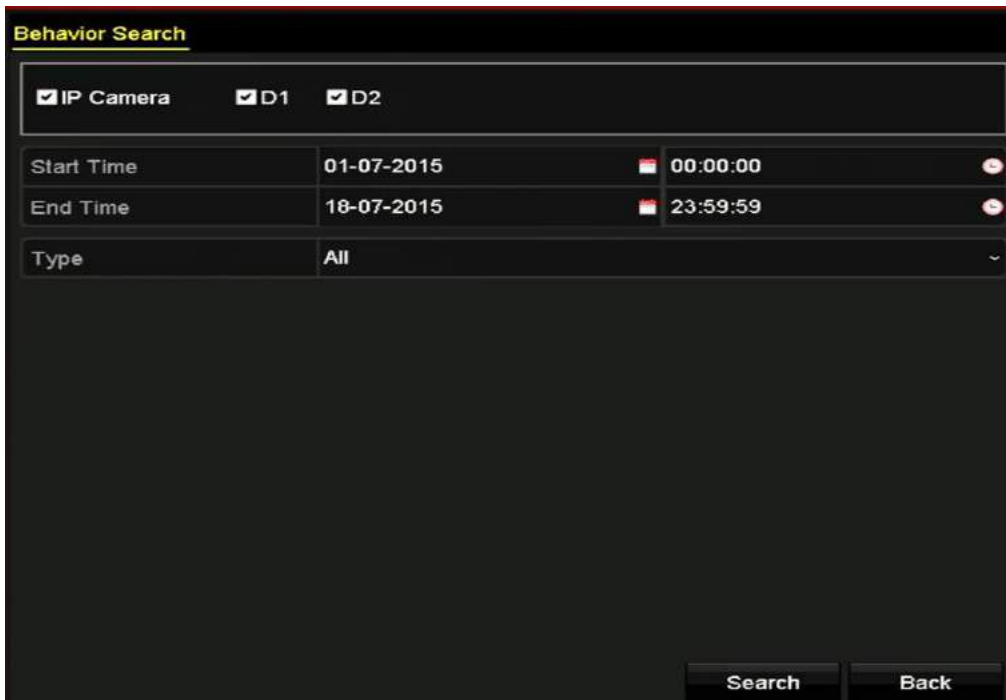 Behavior Search
IP Camera D1 D2
Start Time 01-07-2015 00:00:00
End Time 18-07-2015 23:59:59
Type All
Search Back